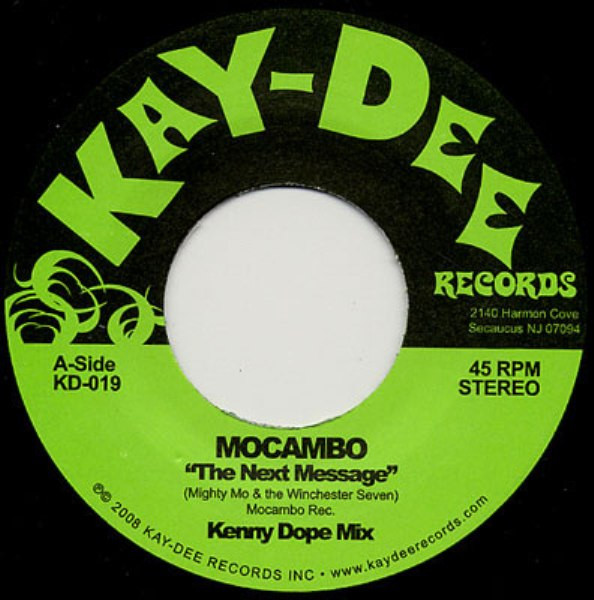 KAY-DEE
RECORDS
2140 Harmon Cove
Secaucus NJ 07094
A-Side
KD-019
45 RPM
STEREO
MOCAMBO
"The Next Message"
(Mighty Mo & the Winchester Seven)
Mocambo Rec.
Kenny Dope Mix
℗© 2008 KAY-DEE RECORDS INC • www.kaydeerecords.com